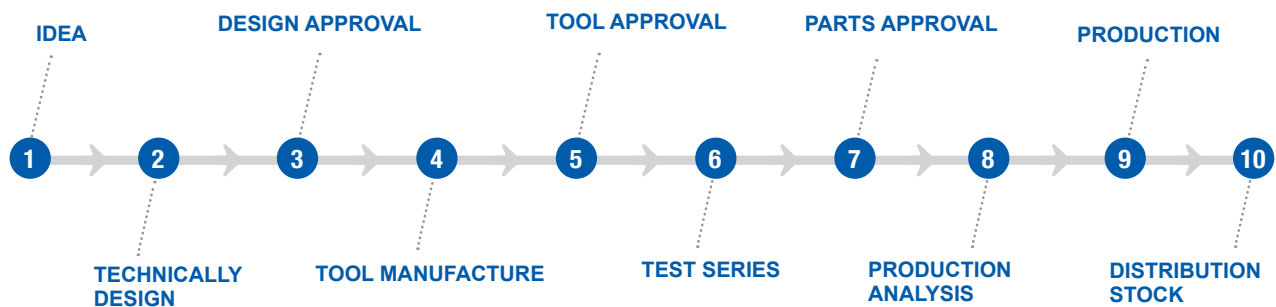 IDEA
DESIGN APPROVAL
TOOL APPROVAL
PARTS APPROVAL
PRODUCTION
1
2
3
4
5
6
7
8
9
10
TECHNICALLY
DESIGN
TOOL MANUFACTURE
TEST SERIES
PRODUCTION
ANALYSIS
DISTRIBUTION
STOCK